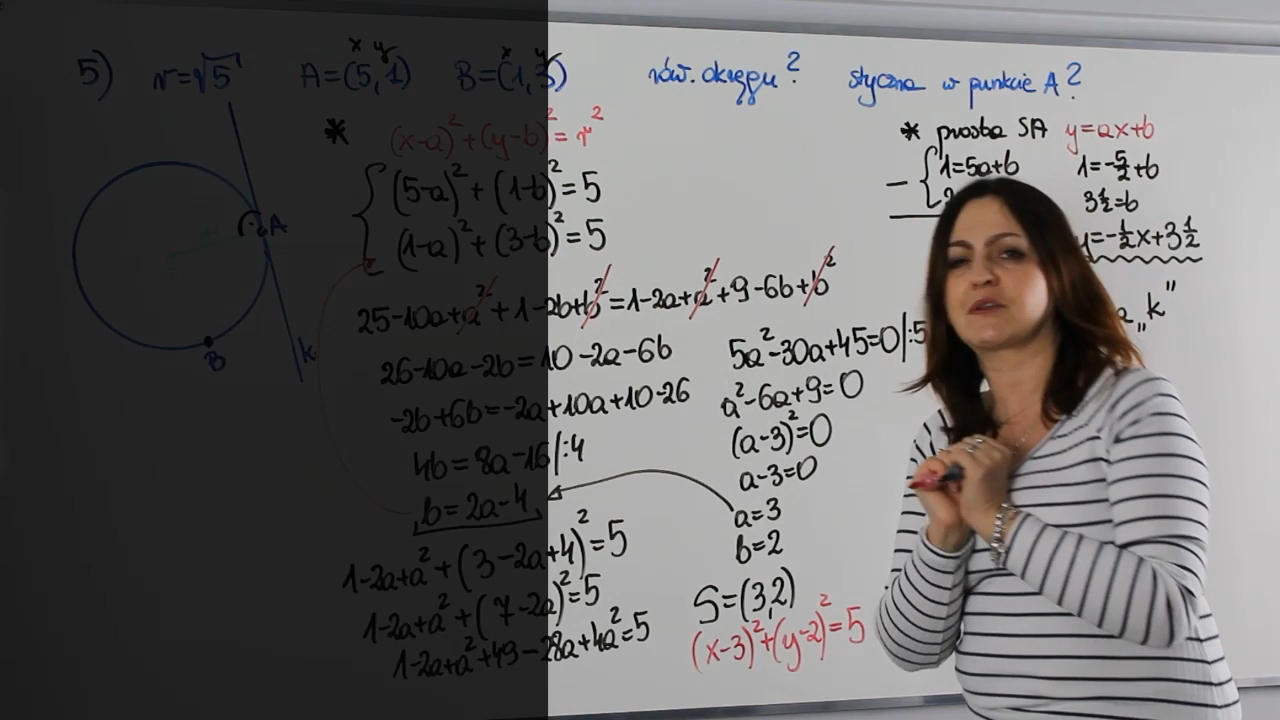 5) r=√5 A=(5,1) B=(1,3) rów. okręgu? styczna w punkcie A?
x y x y
* (x-a)²+(y-b)²=r²
(5-a)²+(1-b)²=5
(1-a)²+(3-b)²=5
25-10a+a²+1-2b+b²=1-2a+a²+9-6b+b²
26-10a-2b=10-2a-6b
-2b+6b=-2a+10a+10-26
4b=8a-16|:4
b=2a-4
1-2a+a²+(3-2a+4)²=5
1-2a+a²+(7-2a)²=5
1-2a+a²+49-28a+4a²=5
A
B
k
5a²-30a+45=0|:5
a²-6a+9=0
(a-3)²=0
a-3=0
a=3
b=2
S=(3,2)
(x-3)²+(y-2)²=5
* prosta SA y=ax+b
1=5a+b
1=-5/2+b
3½=b
y=-½x+3½
„k”